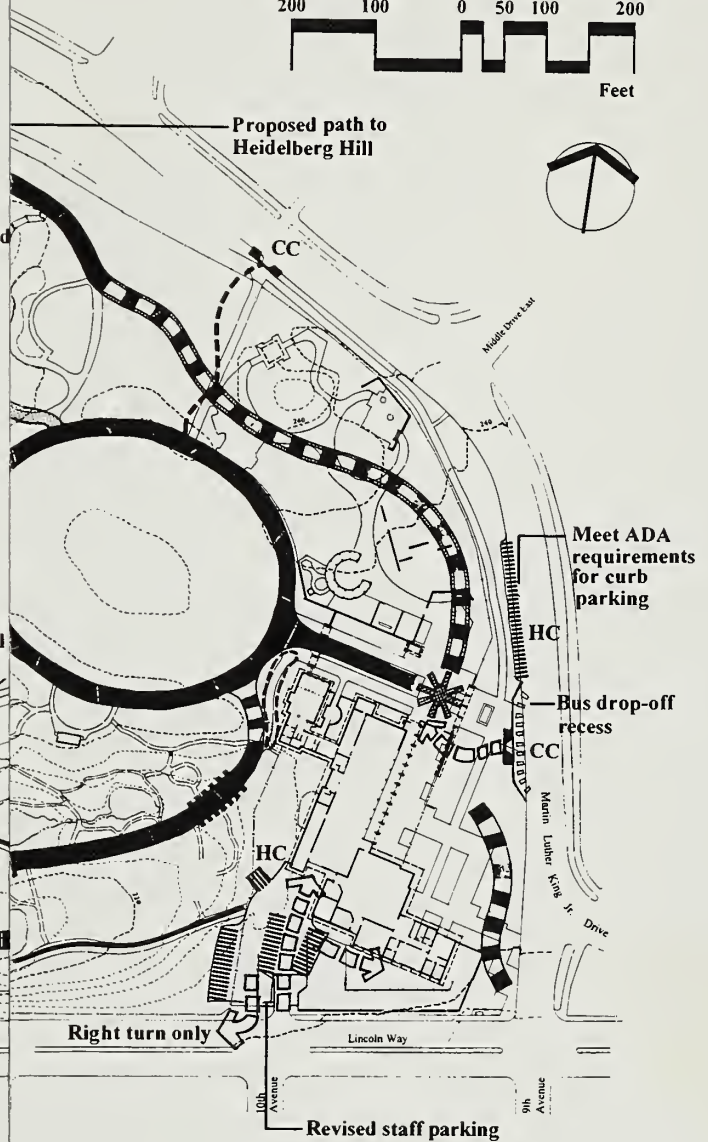 200 100 0 50 100 200
Feet
Proposed path to
Heidelberg Hill
CC
Middle Drive East
240
240
Meet ADA
requirements
for curb
parking
HC
Bus drop-off
recess
CC
Martin Luther King Jr. Drive
HC
Right turn only
Lincoln Way
10th
Avenue
9th
Avenue
Revised staff parking